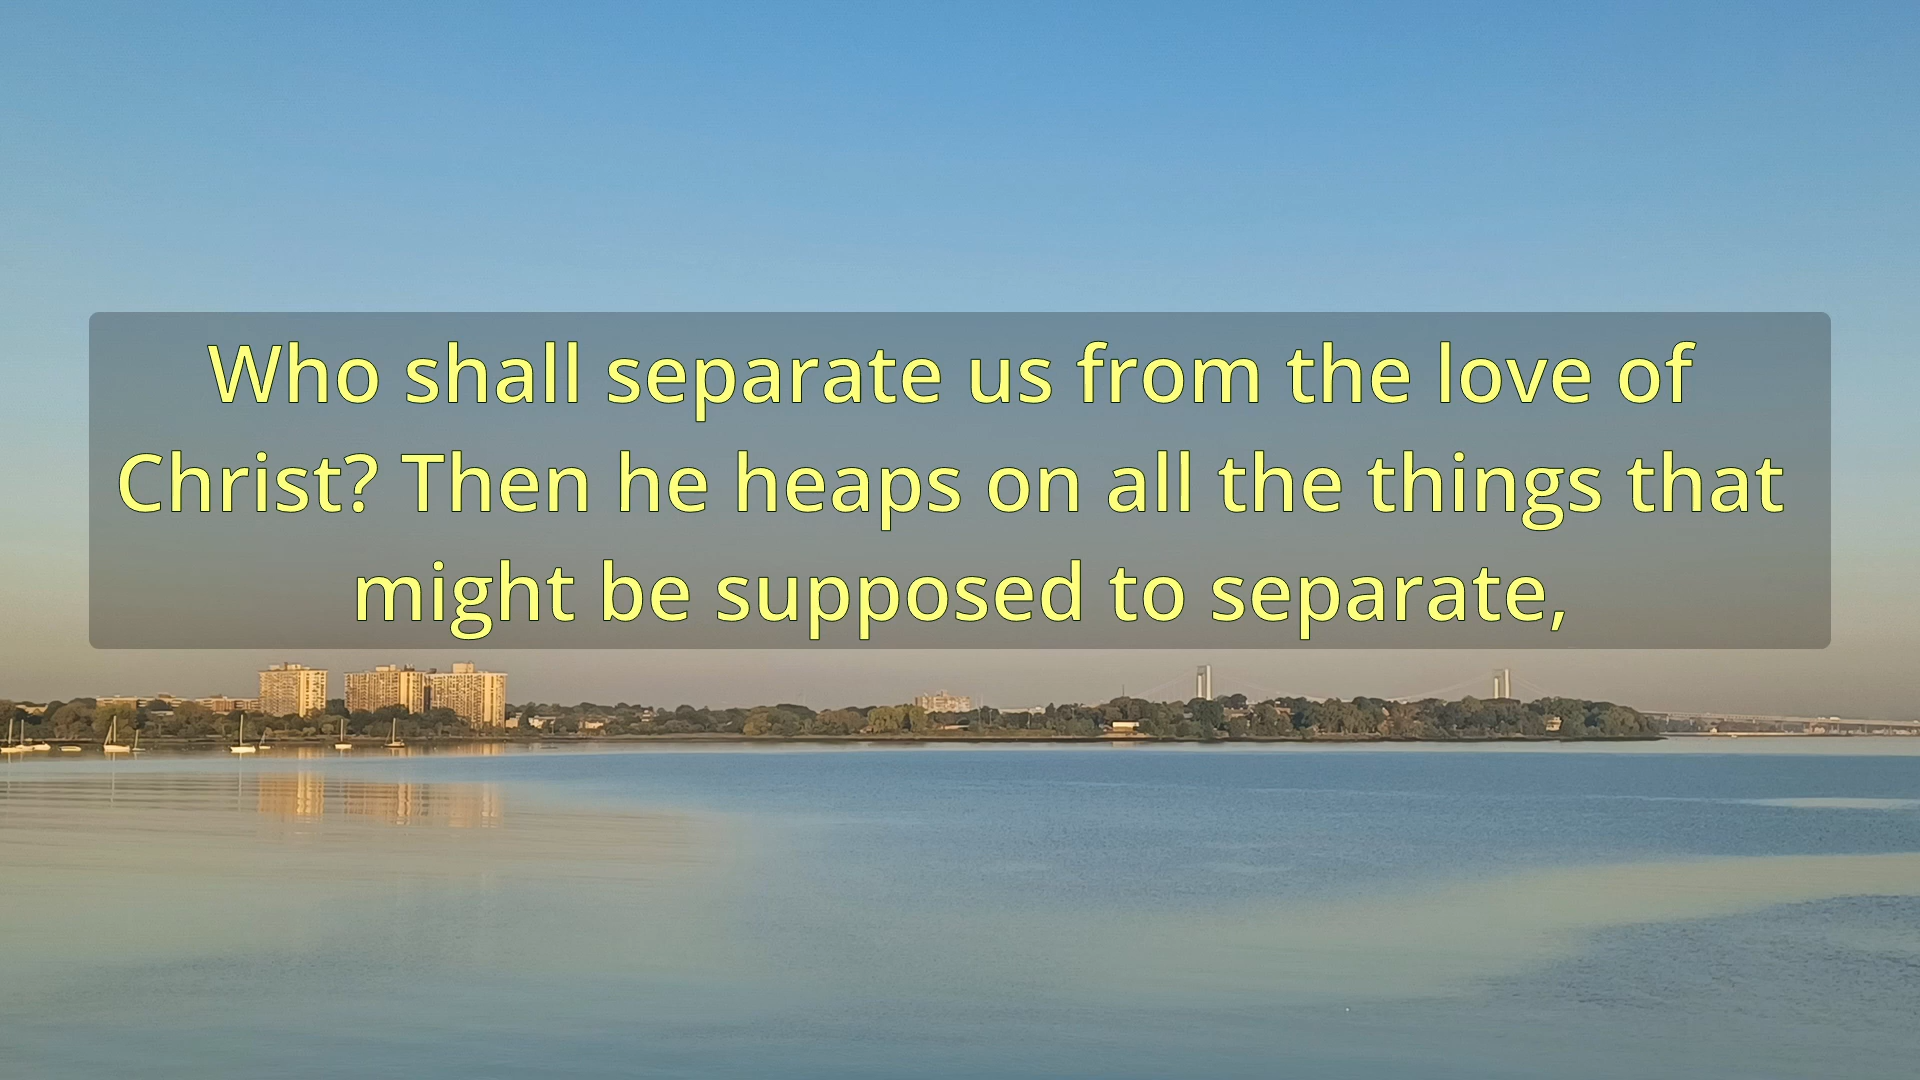 Who shall separate us from the love of
Christ? Then he heaps on all the things that
might be supposed to separate,